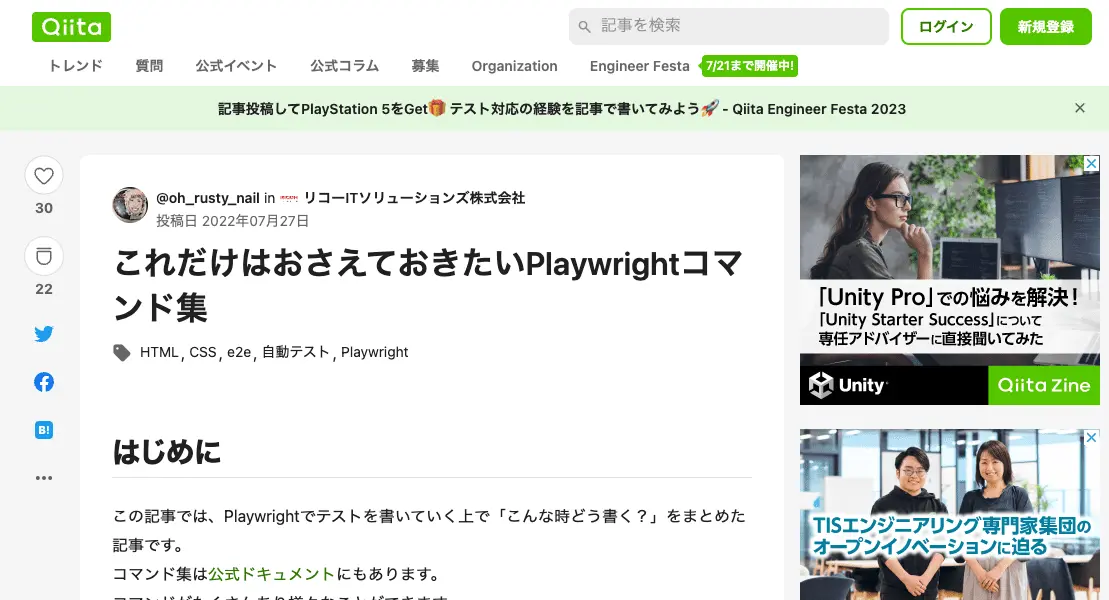 Qiita
記事を検索
ログイン
新規登録
トレンド 質問 公式イベント 公式コラム 募集 Organization Engineer Festa 7/21まで開催中!
記事投稿してPlayStation 5をGet🎁 テスト対応の経験を記事で書いてみよう🚀 - Qiita Engineer Festa 2023
30
22
B!
@oh_rusty_nail in リコーITソリューションズ株式会社
投稿日 2022年07月27日
これだけはおさえておきたいPlaywrightコマ
ンド集
HTML, CSS, e2e, 自動テスト, Playwright
はじめに
この記事では、Playwrightでテストを書いていく上で「こんな時どう書く？」をまとめた
記事です。
コマンド集は公式ドキュメントにもあります。
「Unity Pro」での悩みを解決！
「Unity Starter Success」について
専任アドバイザーに直接聞いてみた
Unity
Qiita Zine
TISエンジニアリング専門家集団の
オープンイノベーションに迫る